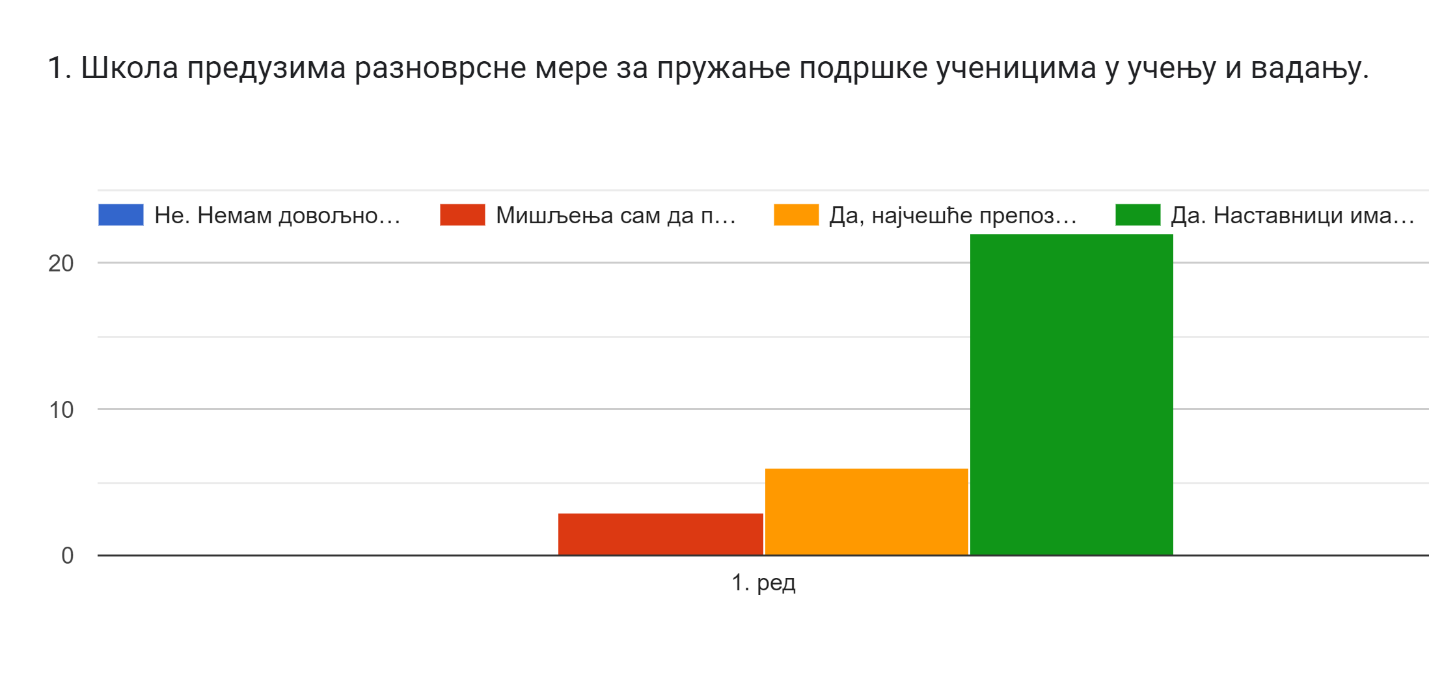 1. Школа предузима разноврсне мере за пружање подршке ученицима у учењу и вадању.
Не. Немам довољно… Мишљења сам да п… Да, најчешће препоз… Да. Наставници има…
20
10
0
1. ред